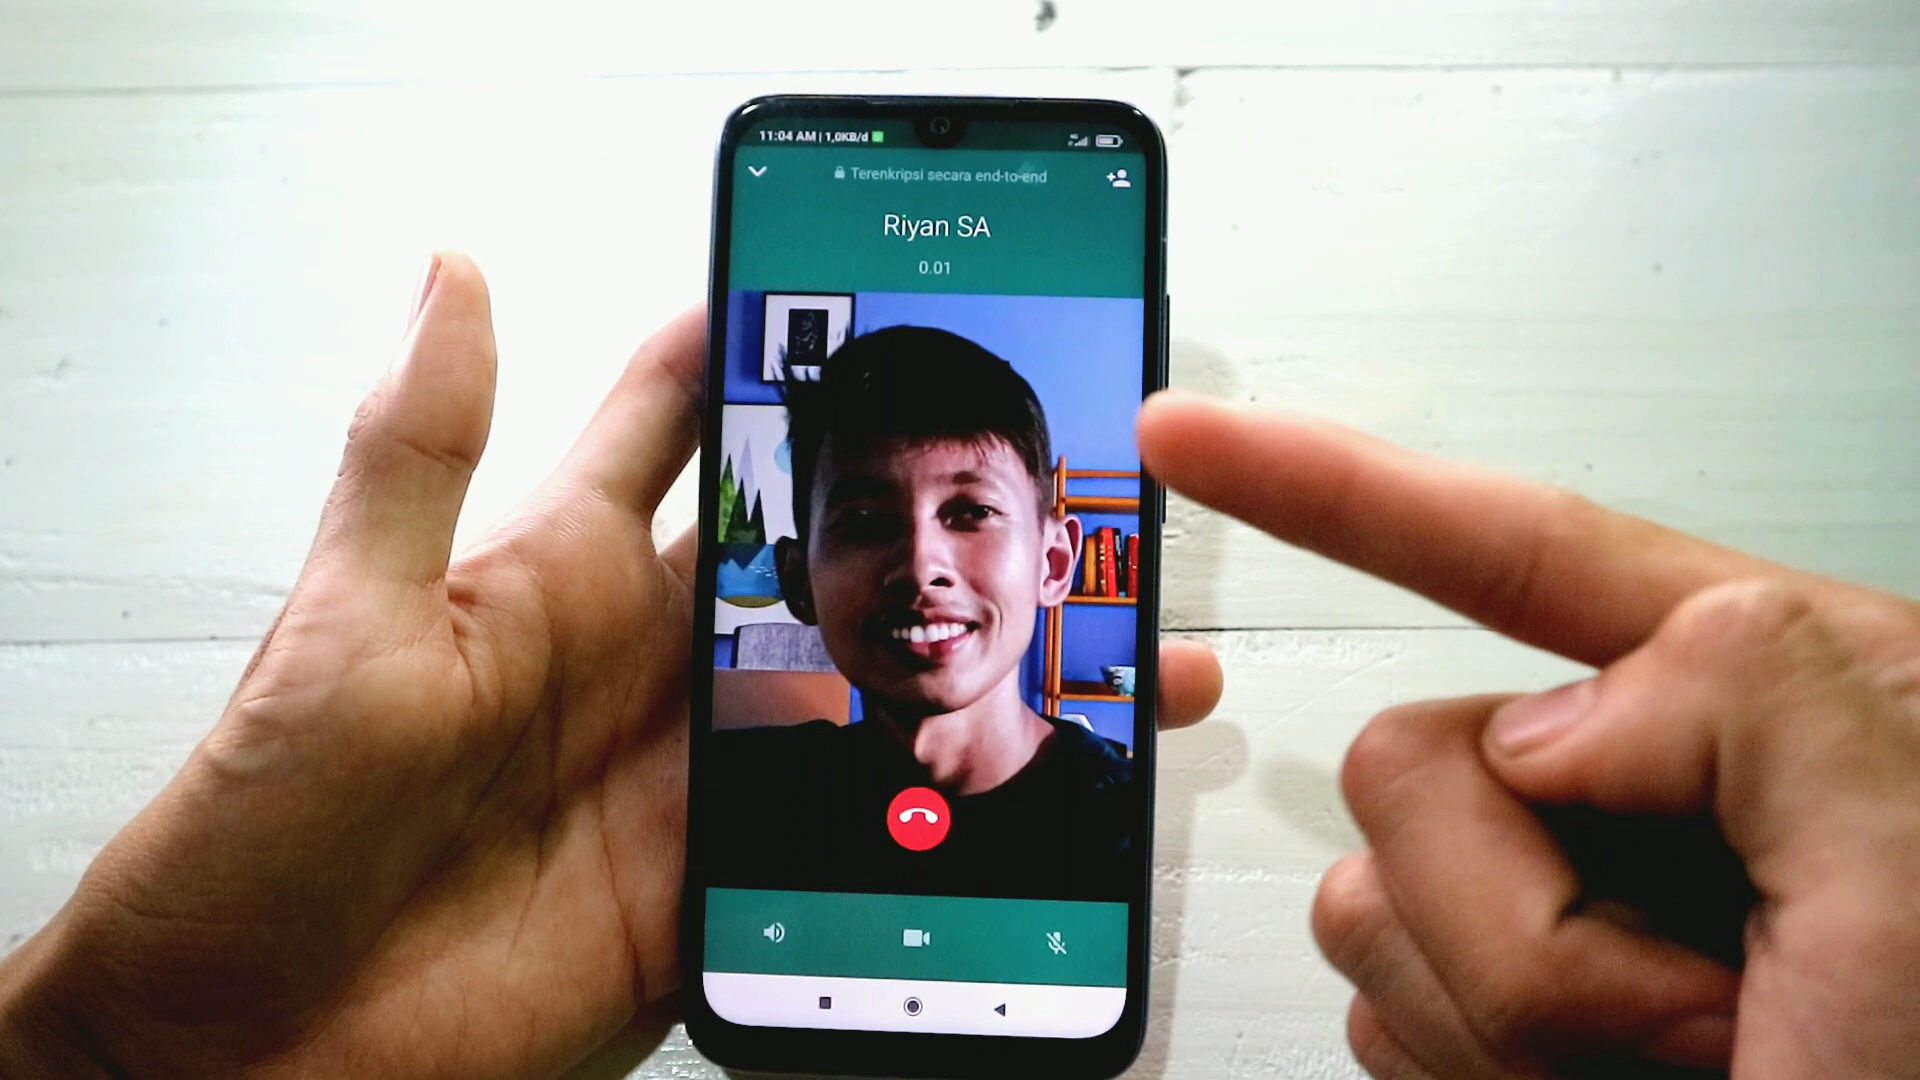 11:04 AM | 1,0KB/d
Terenkripsi secara end-to-end
Riyan SA
0.01